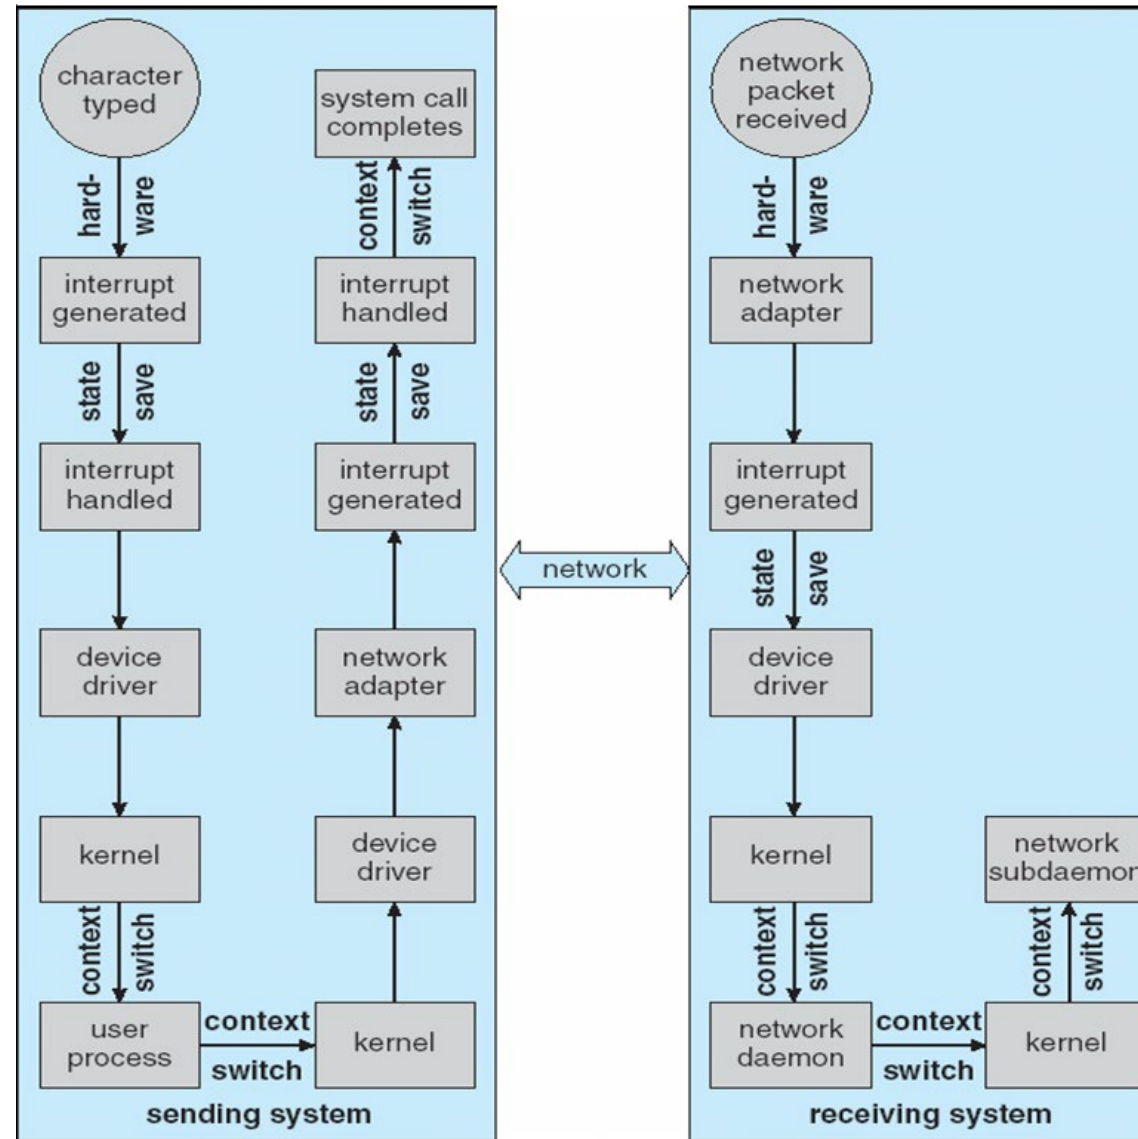 character
typed
hard-
ware
interrupt
generated
state
save
interrupt
handled
device
driver
kernel
context
switch
user
process
context
switch
kernel
device
driver
network
adapter
interrupt
generated
state
save
interrupt
handled
context
switch
system call
completes
sending system
network
network
packet
received
hard-
ware
network
adapter
interrupt
generated
state
save
device
driver
kernel
context
switch
network
daemon
context
switch
kernel
context
switch
network
subdaemon
receiving system